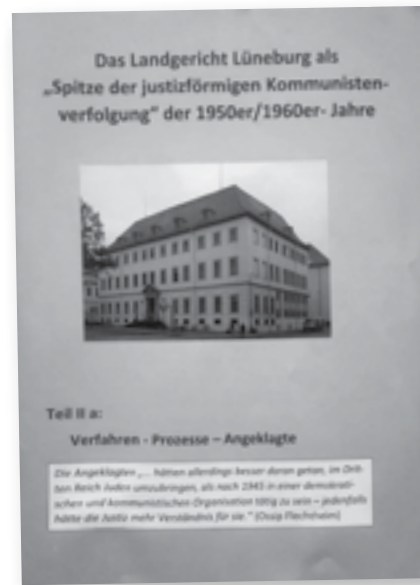 Das Landgericht Lüneburg als
„Spitze der justizförmigen Kommunisten-
verfolgung“ der 1950er/1960er- Jahre
Teil II a:
Verfahren - Prozesse – Angeklagte
Die Angeklagten „... hätten allerdings besser daran getan, im Drit-
ten Reich Juden umzubringen, als nach 1945 in einer demokrati-
schen und kommunistischen Organisation tätig zu sein – jedenfalls
hätte die Justiz mehr Verständnis für sie.“ (Ossip Flechtheim)